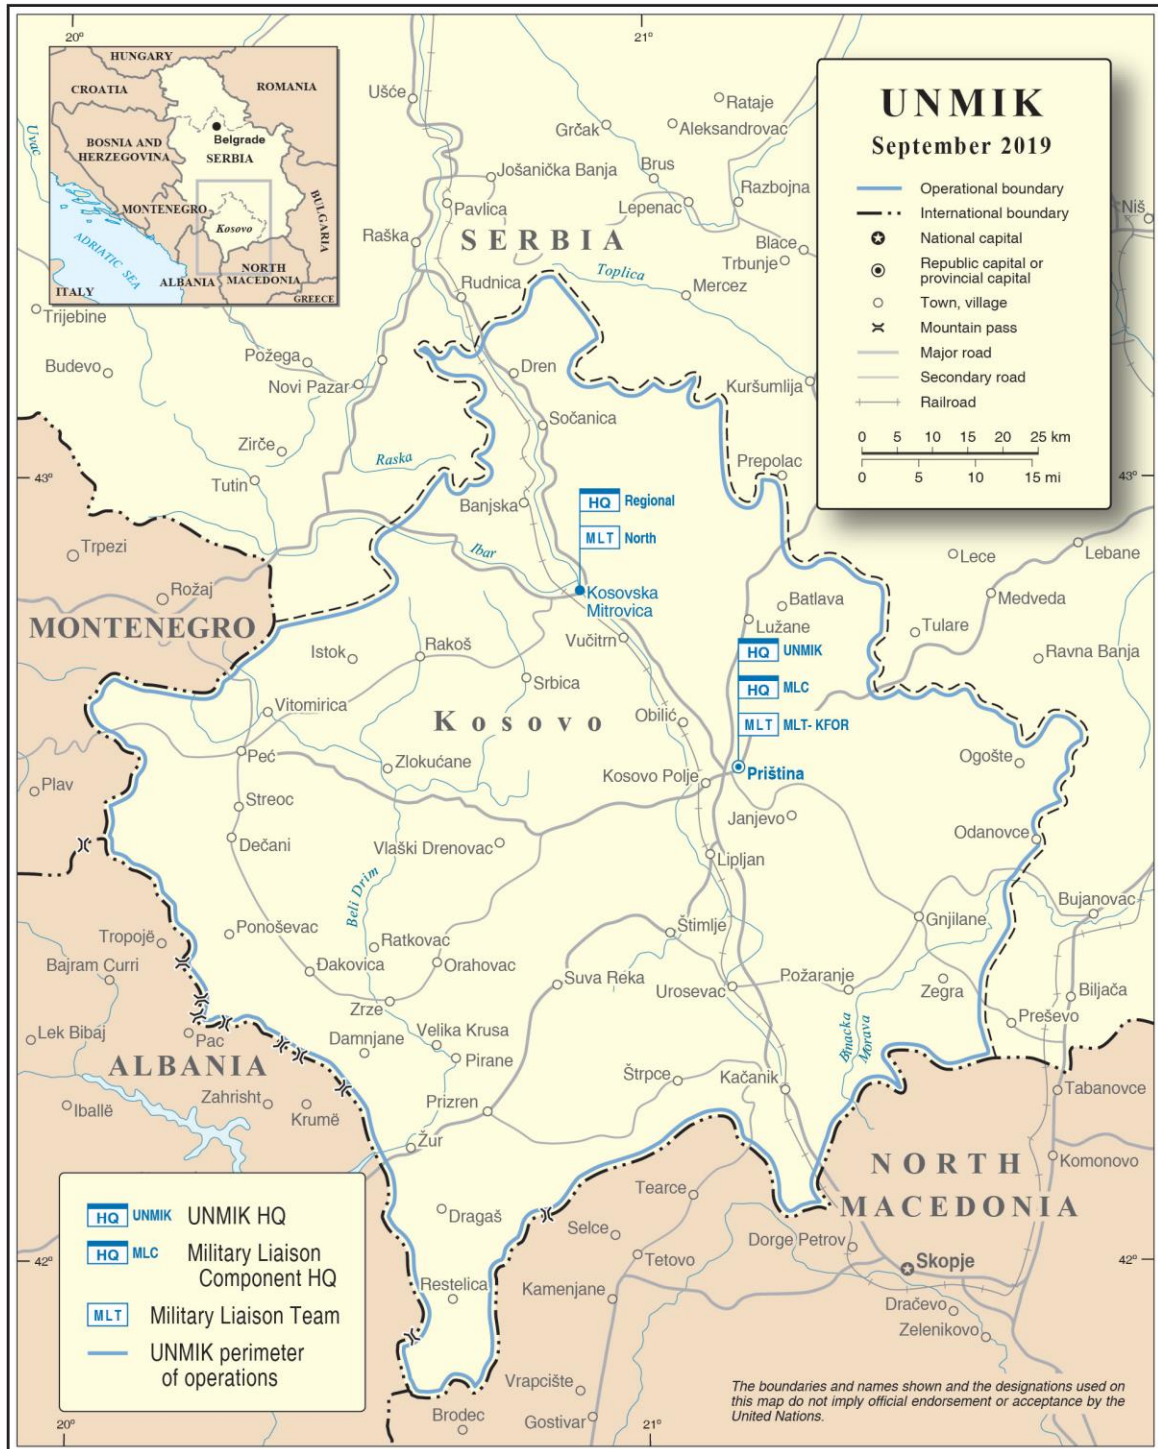 20º
21º
HUNGARY
CROATIA
ROMANIA
BOSNIA AND
HERZEGOVINA
Belgrade
SERBIA
MONTENEGRO
Kosovo
BULGARIA
ADRIATIC SEA
ALBANIA
NORTH
MACEDONIA
ITALY
GREECE
UNMIK
September 2019
Operational boundary
International boundary
National capital
Republic capital or
provincial capital
Town, village
Mountain pass
Major road
Secondary road
Railroad
0 5 10 15 20 25 km
0 5 10 15 mi
Uvac
Ušće
Rataje
Grčak
Aleksandrovac
Brus
Jošanička Banja
Razbojna
Pavlica
Lepenac
Niš
Raška
SERBIA
Blace
Trbunje
Toplica
Rudnica
Mercez
Trijebine
Požega
Budevo
Novi Pazar
Dren
Kuršumlija
Sočanica
Zirče
Raska
Prepolac
43º
43º
Tutin
Banjska
HQ Regional
MLT North
Trpezi
Ibar
Lece
Lebane
Rožaj
Kosovska
Mitrovica
Batlava
Medveda
MONTENEGRO
Lužane
Tulare
Vučitrn
Rakoš
Istok
HQ UNMIK
Ravna Banja
Srbica
HQ MLC
Vitomirica
Kosovo
Obilić
MLT MLT- KFOR
Peć
Zlokućane
Ogošte
Kosovo Polje
Priština
Plav
Streoc
Janjevo
Dečani
Vlaški Drenovac
Odanovce
Lipljan
Beli Drim
Bujanovac
Gnjilane
Ponoševac
Štimlje
Tropojë
Ratkovac
Bajram Curri
Đakovica
Orahovac
Suva Reka
Požaranje
Urosevac
Zegra
Biljača
Zrze
Preševo
Lek Bibaj
Pac
Damnjane
Velika Krusa
Binacka
Morava
Pirane
ALBANIA
Štrpce
Kačanik
Tabanovce
Iballë
Zahrisht
Krumë
Prizren
Žur
Komonovo
NORTH
MACEDONIA
Tearce
Dragaš
Selce
Dorge Petrov
42º
Tetovo
Skopje
42º
Restelica
Kamenjane
Dračevo
Zelenikovo
Vrapcište
Brodec
Gostivar
HQ UNMIK UNMIK HQ
HQ MLC Military Liaison
Component HQ
MLT Military Liaison Team
UNMIK perimeter
of operations
The boundaries and names shown and the designations used on
this map do not imply official endorsement or acceptance by the
United Nations.
20º
21º